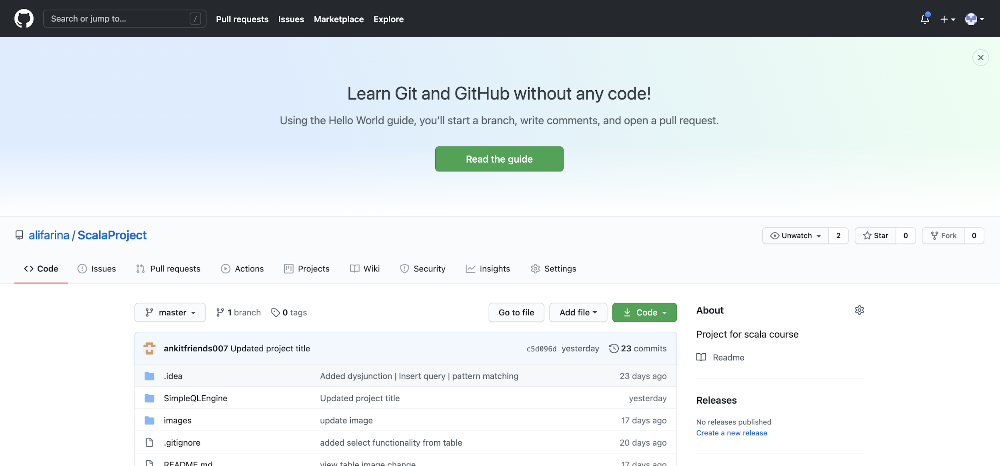 Search or jump to... /
Pull requests Issues Marketplace Explore
Learn Git and GitHub without any code!
Using the Hello World guide, you’ll start a branch, write comments, and open a pull request.
Read the guide
alifarina / ScalaProject
Unwatch 2 Star 0 Fork 0
Code Issues Pull requests Actions Projects Wiki Security Insights Settings
master 1 branch 0 tags Go to file Add file Code
ankitfriends007 Updated project title c5d096d yesterday 23 commits
.idea Added dysjunction | Insert query | pattern matching 23 days ago
SimpleQLEngine Updated project title yesterday
images update image 17 days ago
.gitignore added select functionality from table 20 days ago
README.md view table image change 17 days ago
About
Project for scala course
Readme
Releases
No releases published
Create a new release